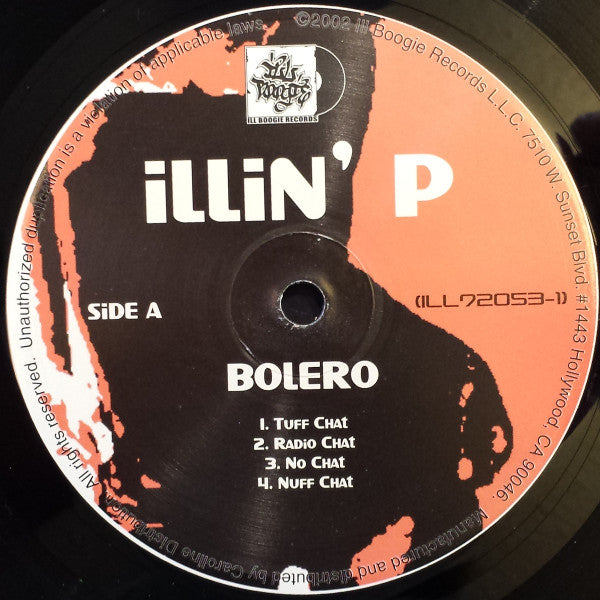 ILL BOOGIE RECORDS
iLLiN' P
SiDE A
(ILL72053-1)
BOLERO
1. TUFF CHAT
2. RADiO CHAT
3. NO CHAT
4. NUFF CHAT
©2002 Ill Boogie Records L.L.C. 7510 W. Sunset Blvd. #1443 Hollywood, CA 90046.
Manufactured and distributed by Caroline Distribution.
All rights reserved. Unauthorized duplication is a violation of applicable laws.